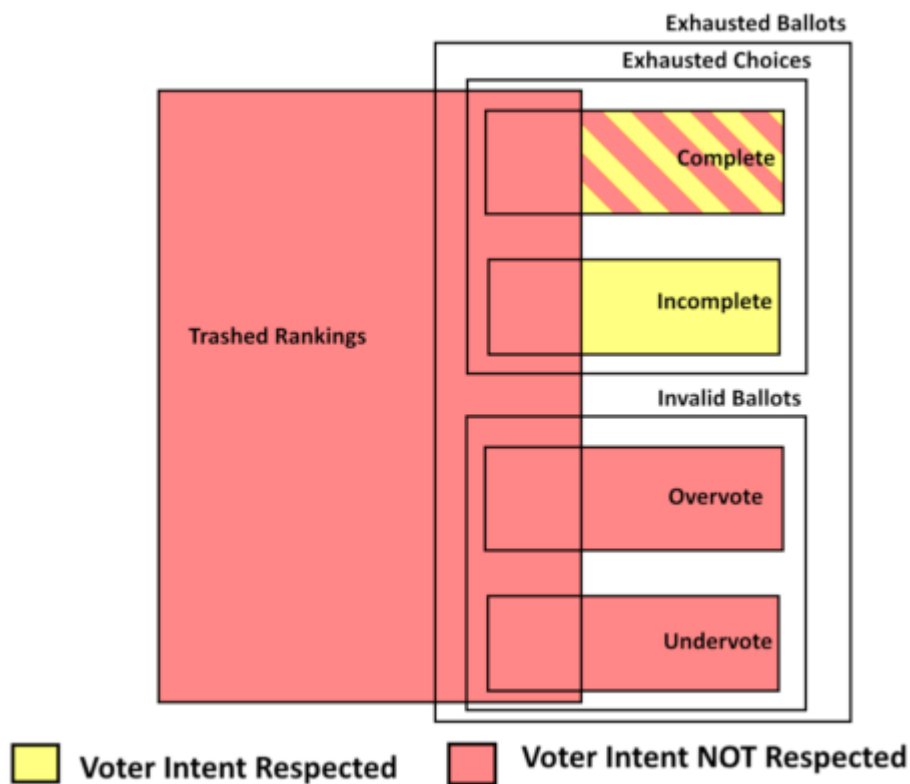 Exhausted Ballots
Exhausted Choices
Complete
Incomplete
Trashed Rankings
Invalid Ballots
Overvote
Undervote
Voter Intent Respected
Voter Intent NOT Respected